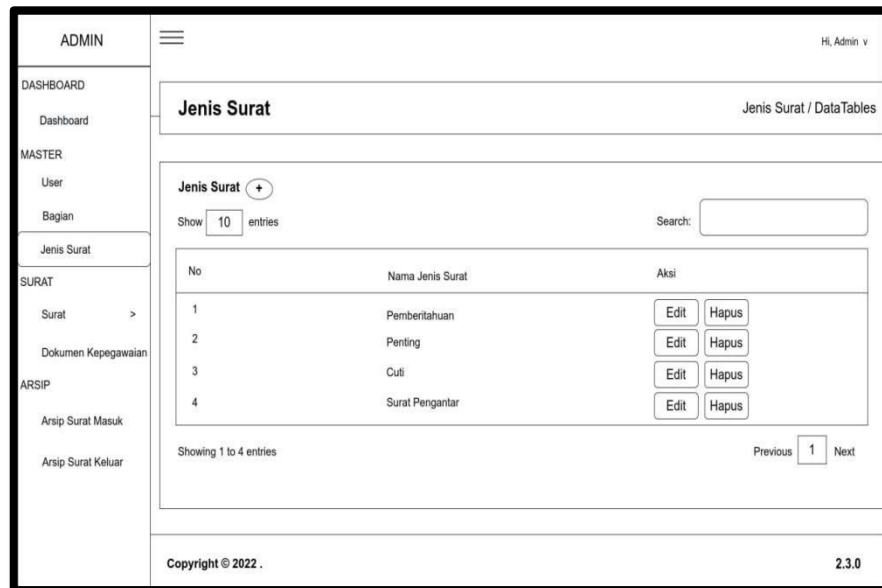 ADMIN
Hi, Admin v
DASHBOARD
Dashboard
MASTER
User
Bagian
Jenis Surat
SURAT
Surat >
Dokumen Kepegawaian
ARSIP
Arsip Surat Masuk
Arsip Surat Keluar
Jenis Surat
Jenis Surat / DataTables
Jenis Surat +
Show 10 entries
Search:
No Nama Jenis Surat Aksi
1 Pemberitahuan Edit Hapus
2 Penting Edit Hapus
3 Cuti Edit Hapus
4 Surat Pengantar Edit Hapus
Showing 1 to 4 entries
Previous 1 Next
Copyright © 2022 .
2.3.0